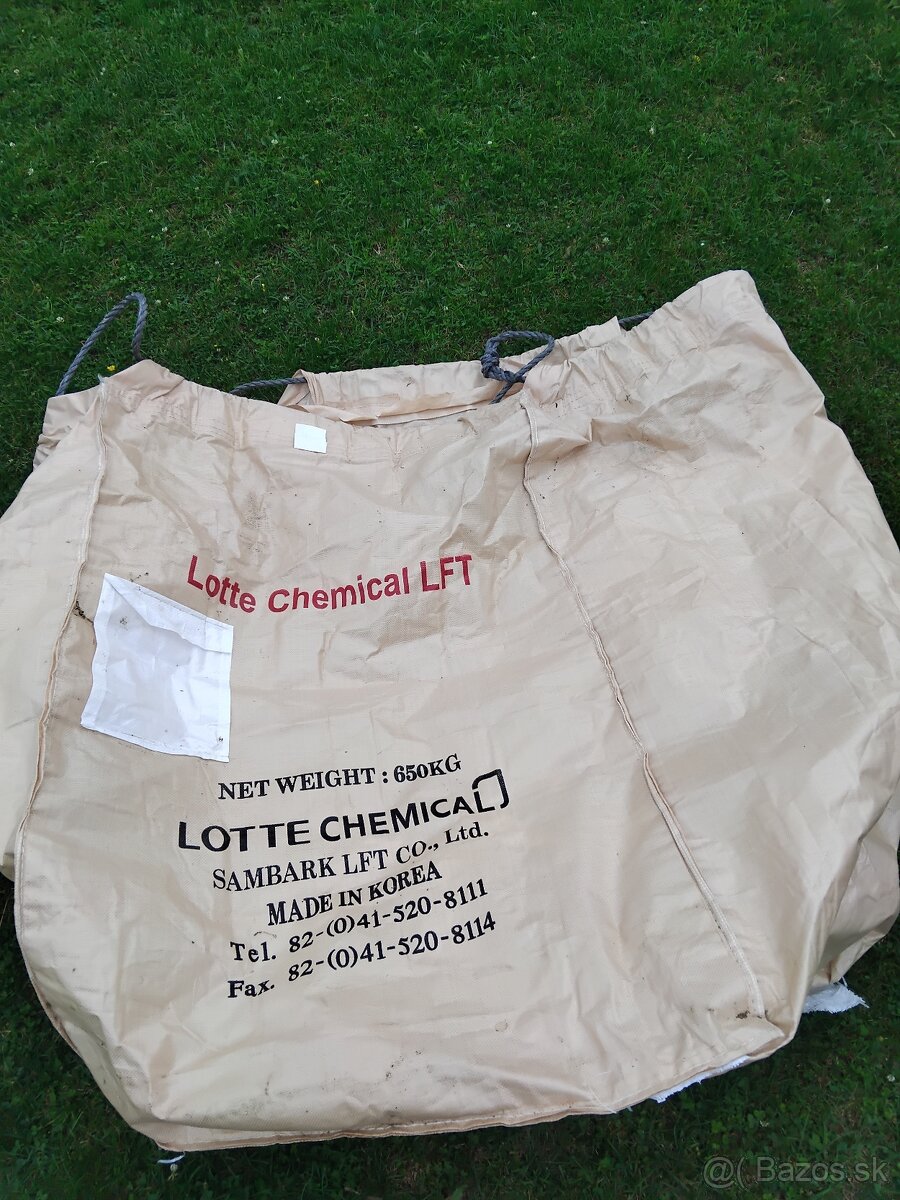 Lotte Chemical LFT
NET WEIGHT : 650KG
LOTTE CHEMICAL
SAMBARK LFT CO., Ltd.
MADE IN KOREA
Tel. 82-(0)41-520-8111
Fax. 82-(0)41-520-8114
@( Bazos.sk